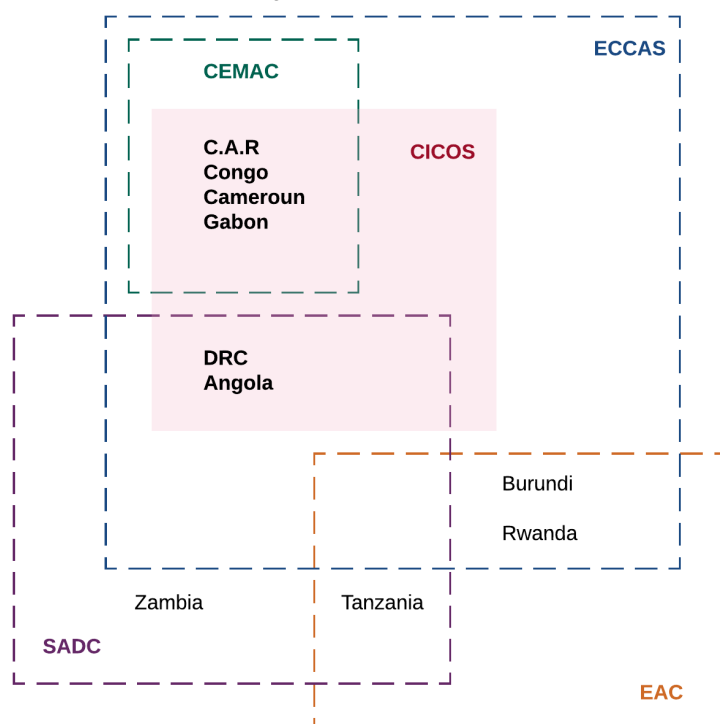 ECCAS
CEMAC
C.A.R
CICOS
Congo
Cameroun
Gabon
DRC
Angola
Burundi
Rwanda
Zambia
Tanzania
SADC
EAC